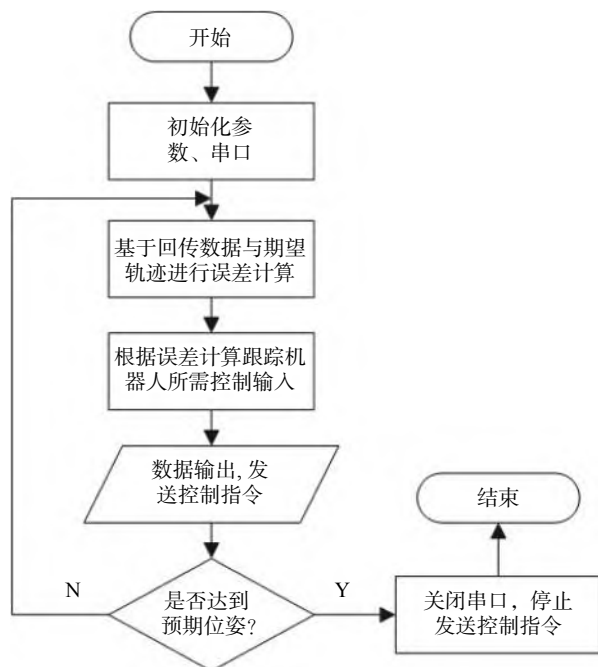 开始
初始化参
数、串口
基于回传数据与期望
轨迹进行误差计算
根据误差计算跟踪机
器人所需控制输入
数据输出, 发
送控制指令
是否达到
预期位姿?
N
Y
关闭串口，停止
发送控制指令
结束